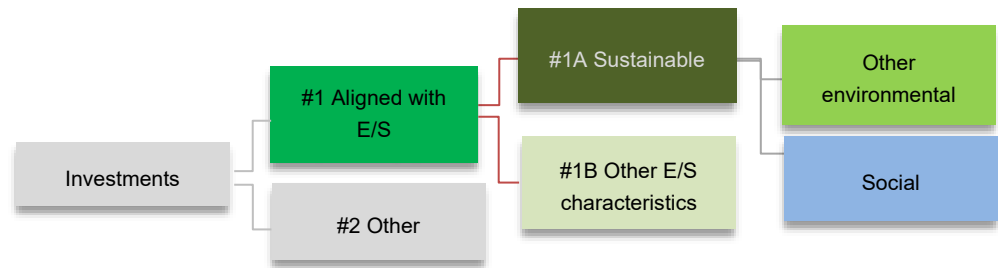 Investments
#1 Aligned with
E/S
#2 Other
#1A Sustainable
#1B Other E/S
characteristics
Other
environmental
Social